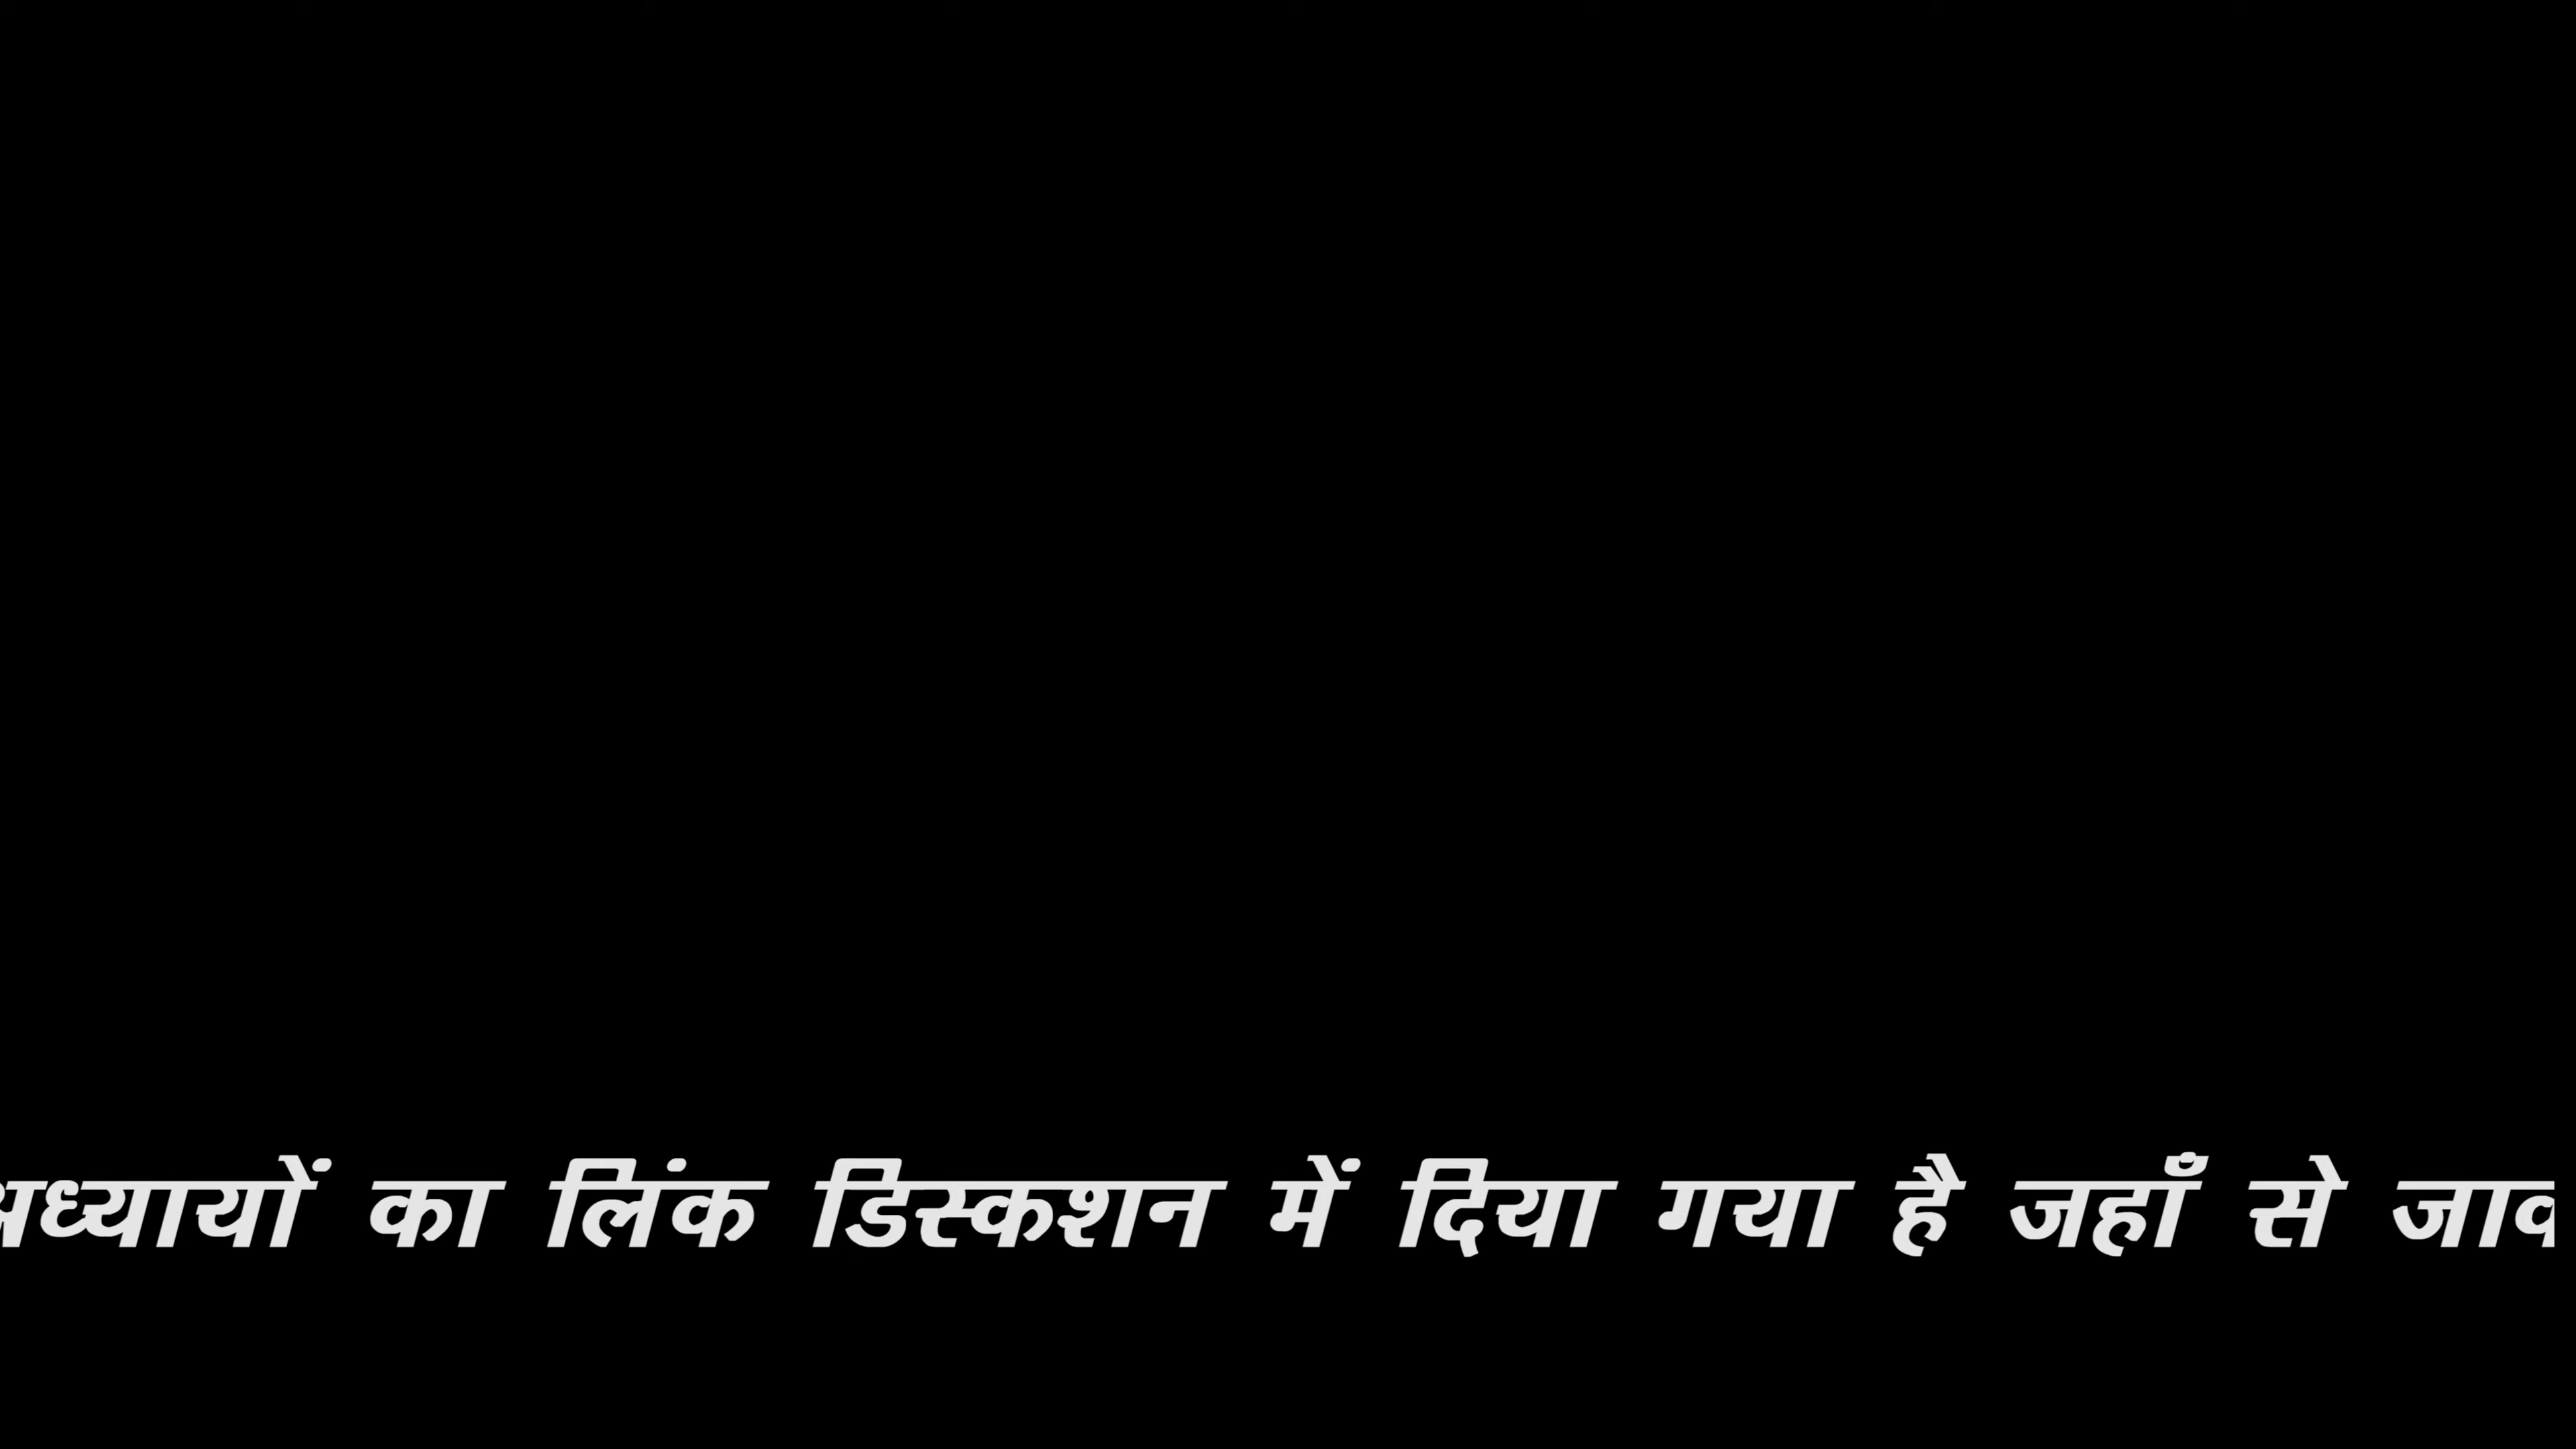 अध्यायों का लिंक डिस्कशन में दिया गया है जहाँ से